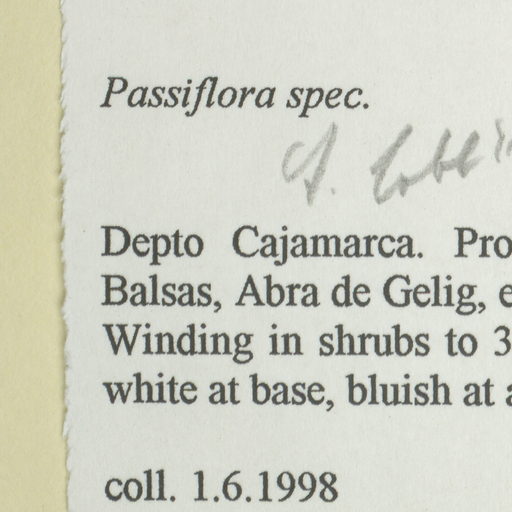 Passiflora spec.
cf.
Depto Cajamarca. Pro
Balsas, Abra de Gelig, e
Winding in shrubs to 3
white at base, bluish at a
coll. 1.6.1998